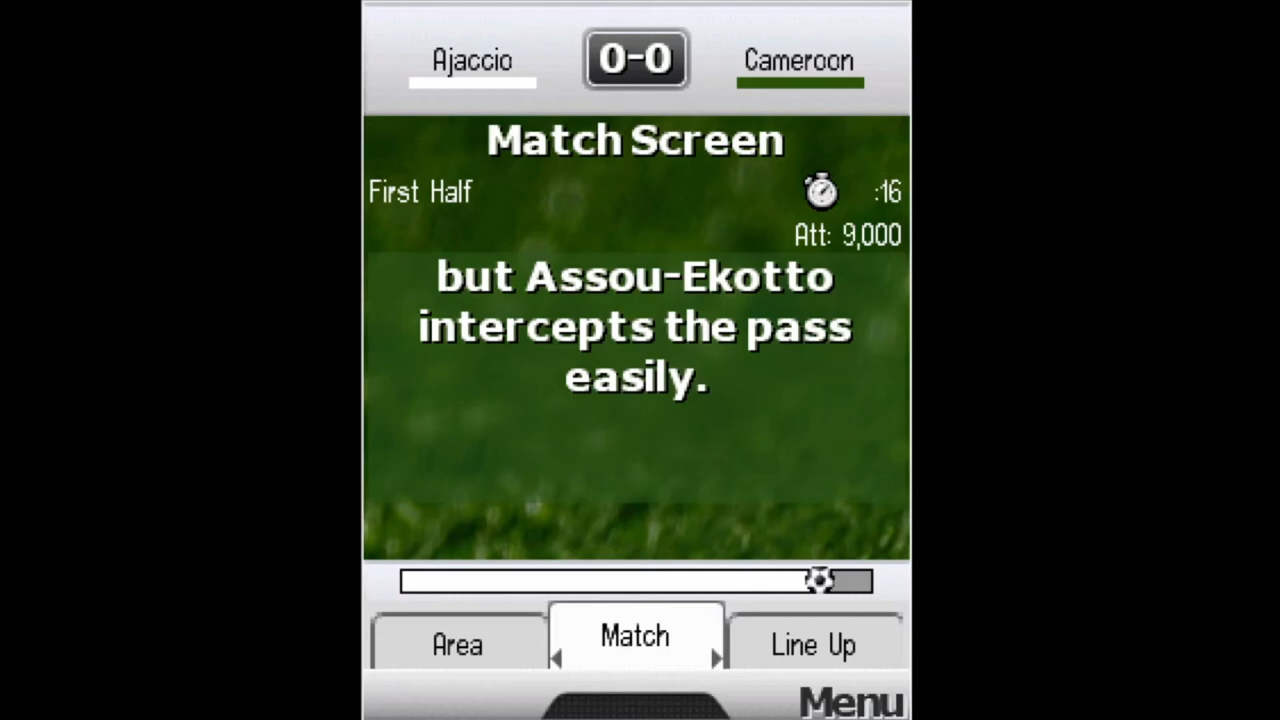 Ajaccio 0-0 Cameroon
Match Screen
First Half :16
Att: 9,000
but Assou-Ekotto
intercepts the pass
easily.
Area Match Line Up
Menu